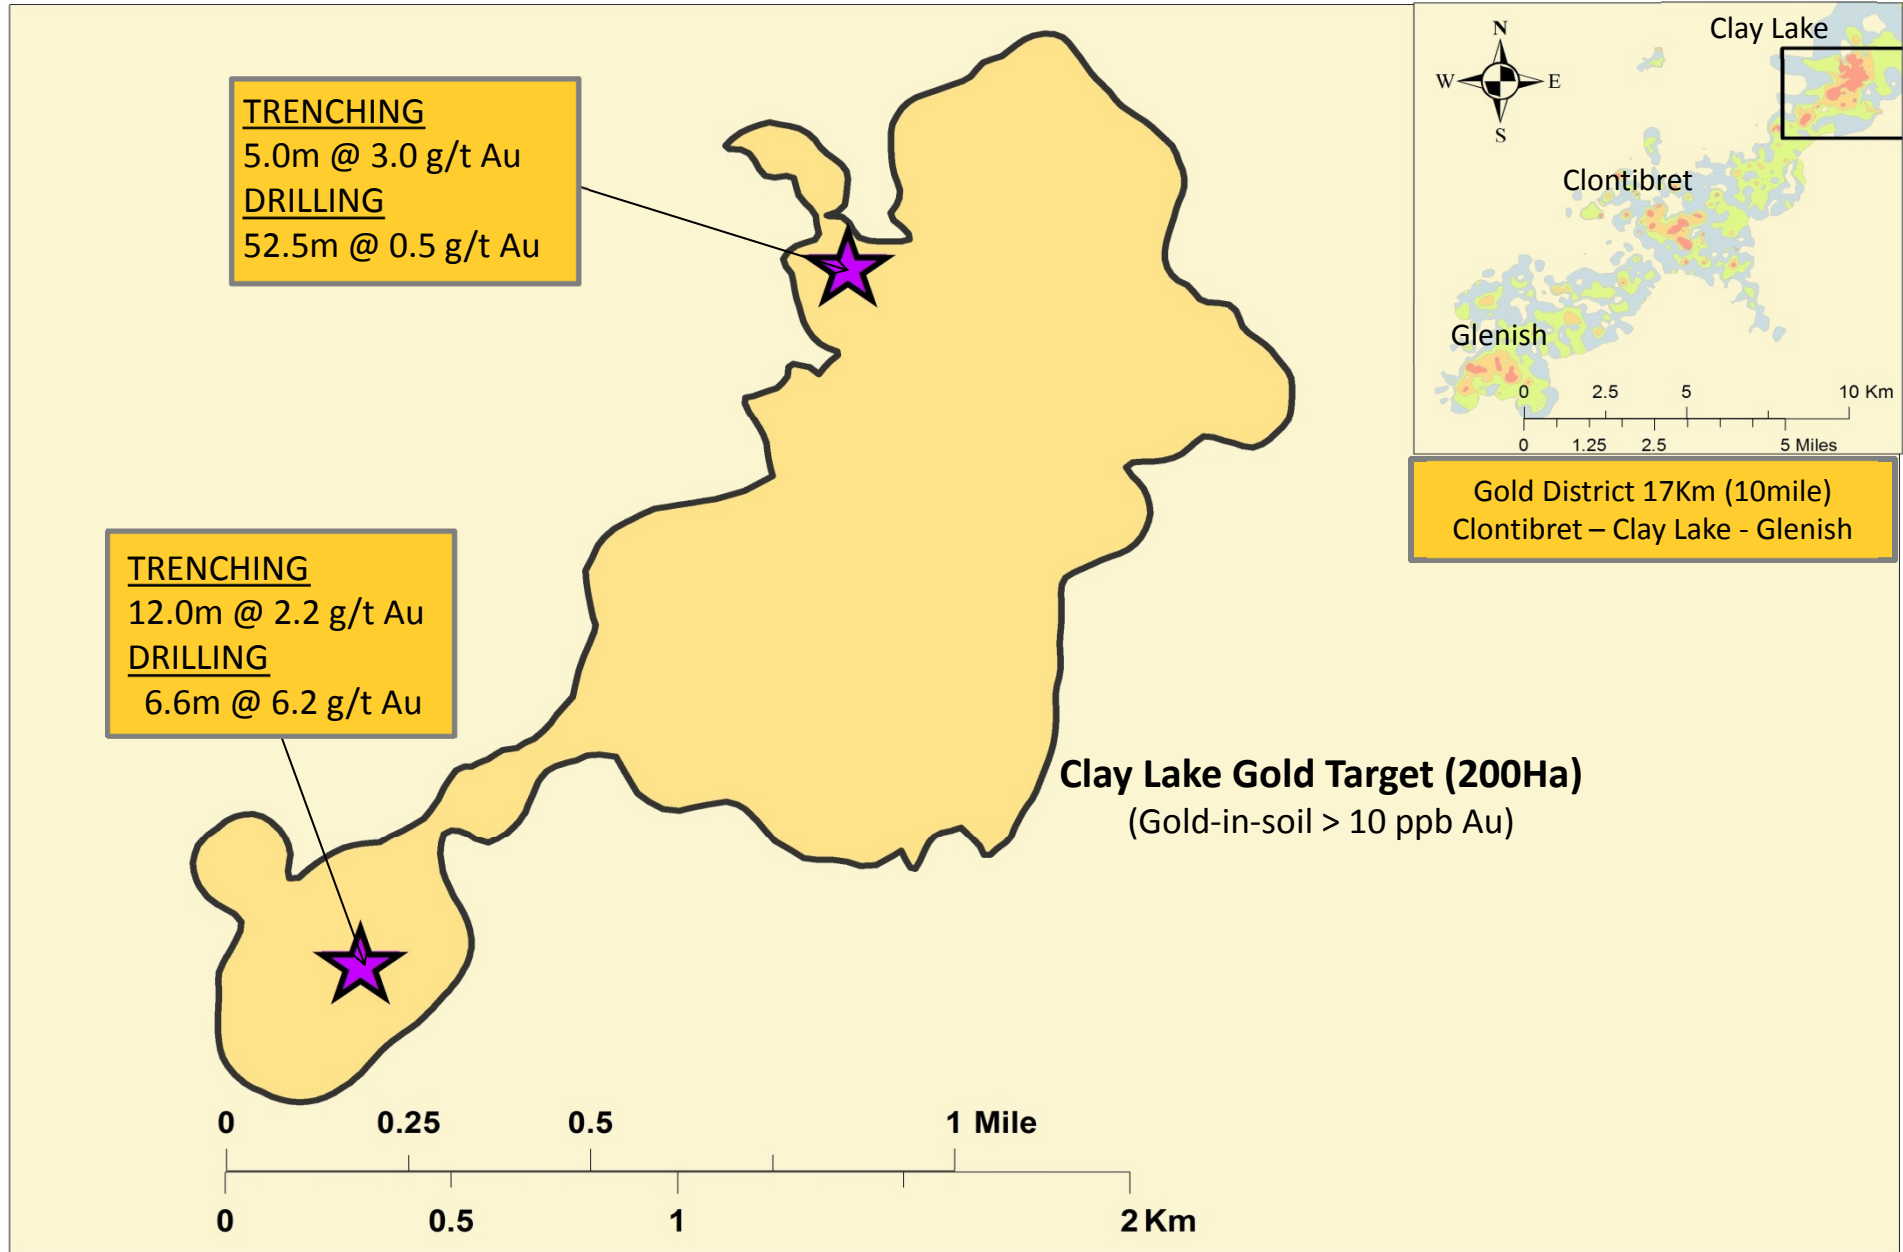 TRENCHING
5.0m @ 3.0 g/t Au
DRILLING
52.5m @ 0.5 g/t Au
Clay Lake
N
W E
S
Clontibret
Glenish
0 2.5 5 10 Km
0 1.25 2.5 5 Miles
Gold District 17Km (10mile)
Clontibret – Clay Lake - Glenish
TRENCHING
12.0m @ 2.2 g/t Au
DRILLING
6.6m @ 6.2 g/t Au
Clay Lake Gold Target (200Ha)
(Gold-in-soil > 10 ppb Au)
0 0.25 0.5 1 Mile
0 0.5 1 2 Km